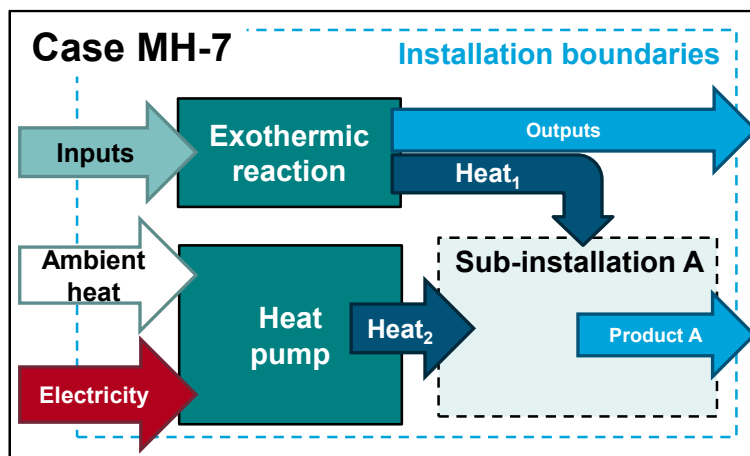 Case MH-7
Installation boundaries
Inputs
Exothermic
reaction
Outputs
Heat₁
Ambient
heat
Heat
pump
Heat₂
Sub-installation A
Product A
Electricity